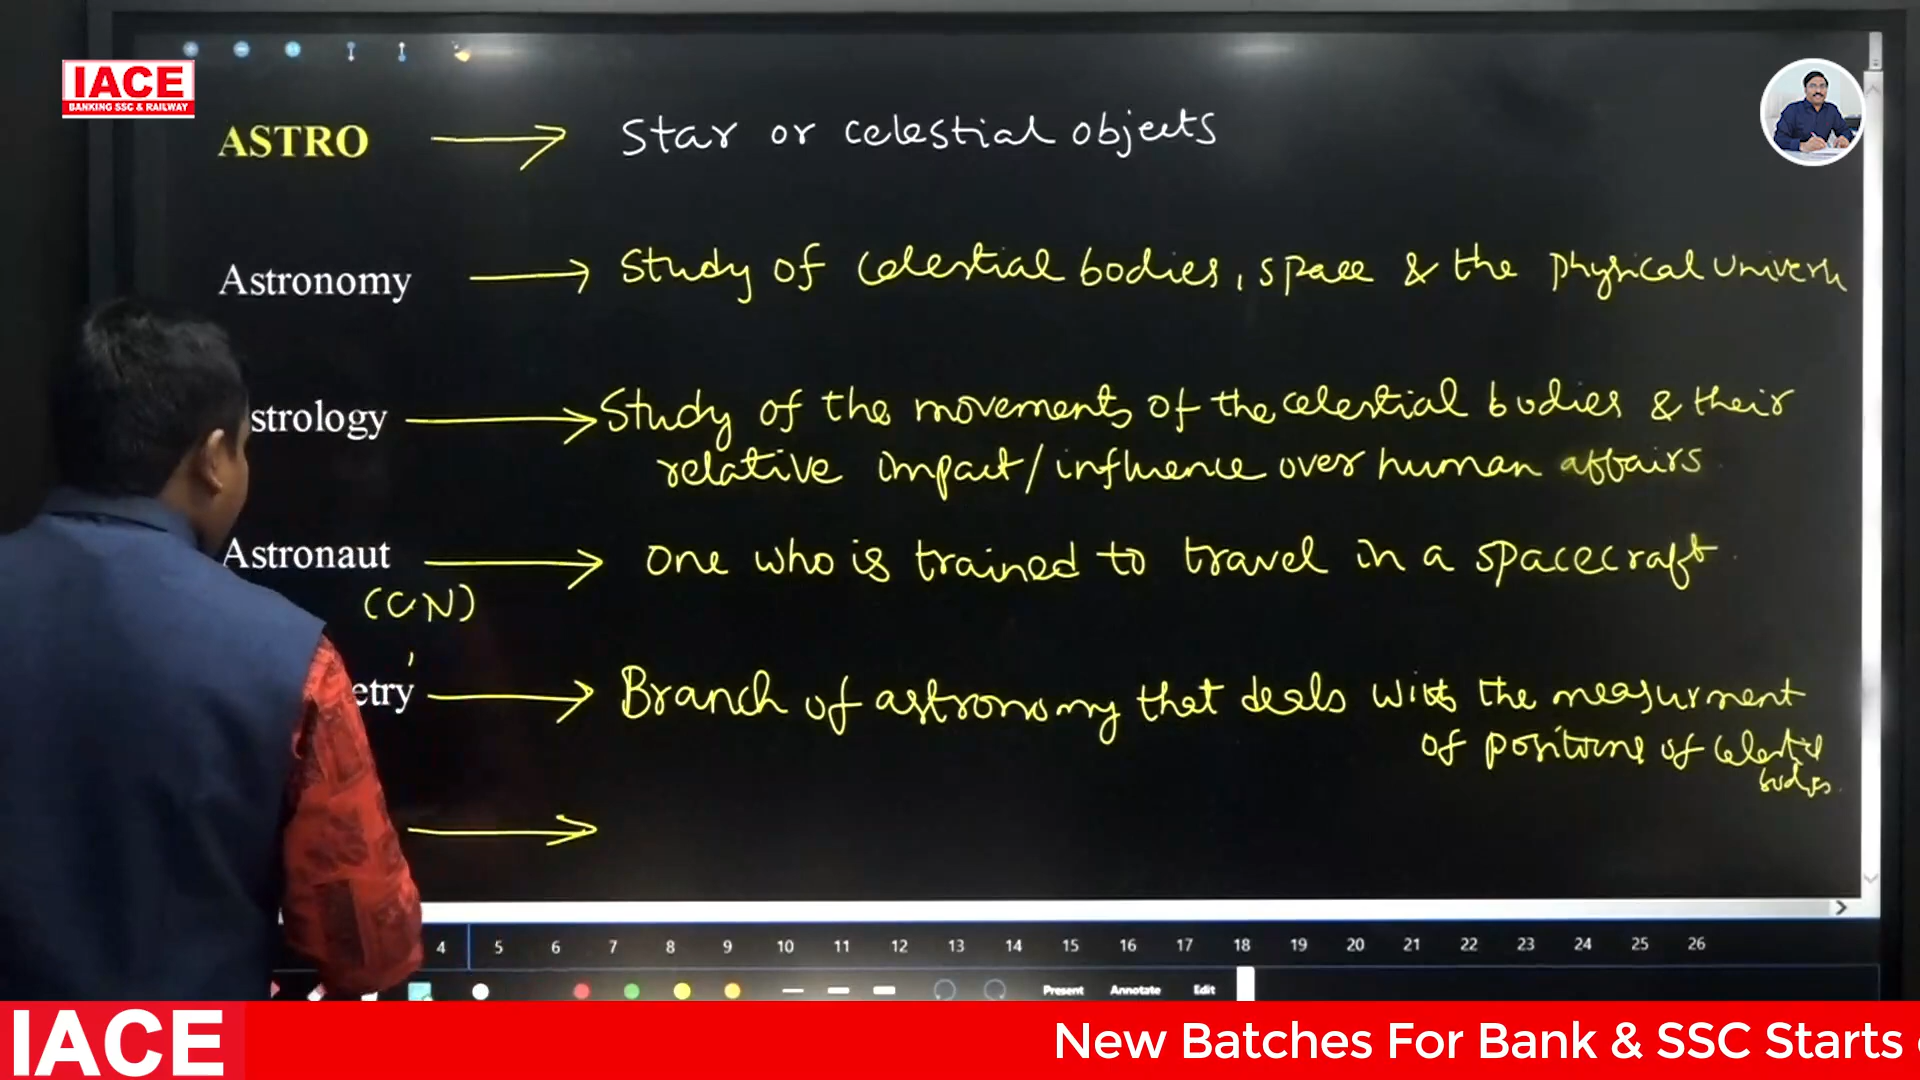 IACE
BANKING SSC & RAILWAY
ASTRO → Star or celestial objects
Astronomy → Study of celestial bodies, space & the physical
strology → Study of the movements of the celestial bodies & their
relative impact/influence over human affairs
Astronaut → One who is trained to travel in a spacecraft
(CN)
etry → Branch of astronomy that deals with the measurment
of positions of celestial
bodies.
→
4 5 6 7 8 9 10 11 12 13 14 15 16 17 18 19 20 21 22 23 24 25 26
Present Annotate Edit
IACE New Batches For Bank & SSC Starts